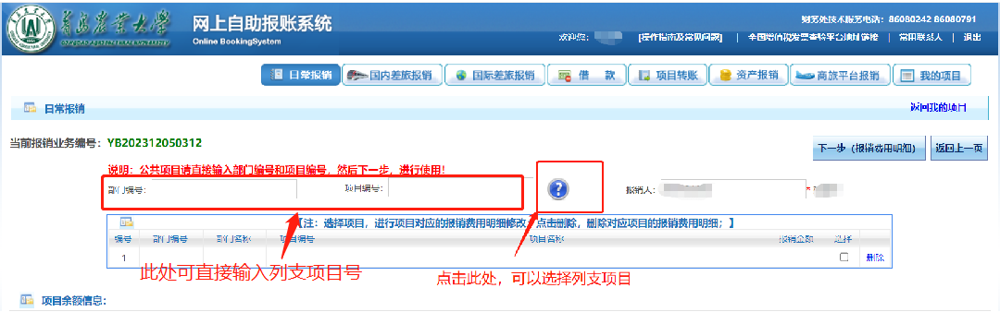 青岛农业大学
网上自助报账系统
Online BookingSystem
财务处技术服务电话：86080242 86080791
欢迎您：
[操作指南及常见问题] | 全国增值税发票查验平台地址链接 | 常用联系人 | 退出
日常报销 国内差旅报销 国际差旅报销 借 款 项目转账 资产报销 商旅平台报销 我的项目
日常报销
返回我的项目
当前报销业务编号：YB202312050312
下一步（报销费用明细） 返回上一页
说明：公共项目请直接输入部门编号和项目编号，然后下一步，进行使用！
部门编号： 项目编号： ? 报销人： *
【注：选择项目，进行项目对应的报销费用明细修改，点击删除，删除对应项目的报销费用明细；】
编号 部门编号 部门名称 项目编号 项目名称 报销金额 选择
1 删除
此处可直接输入列支项目号
点击此处，可以选择列支项目
项目余额信息：